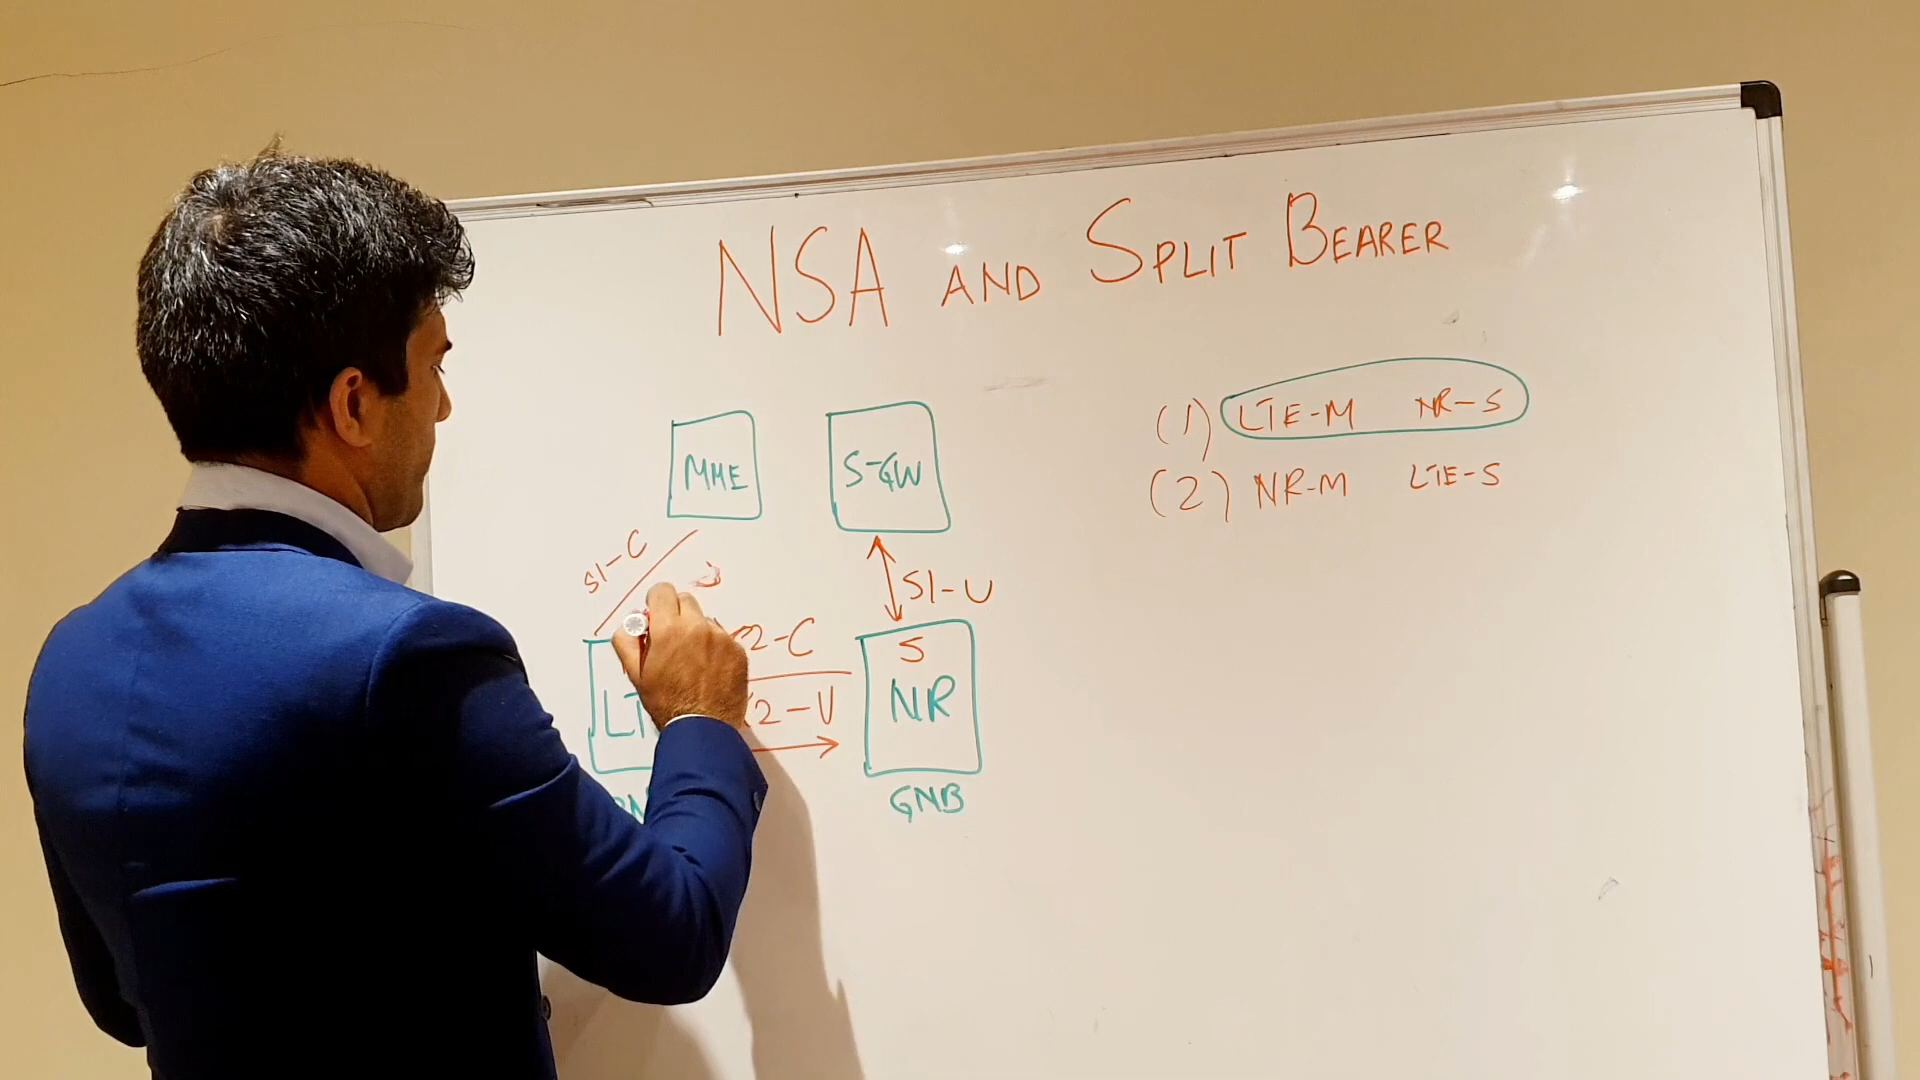 NSA AND SPLIT BEARER
(1) LTE-M NR-S
(2) NR-M LTE-S
MME
S-GW
S1-C
S1-U
2-C
S
NR
2-U
GNB